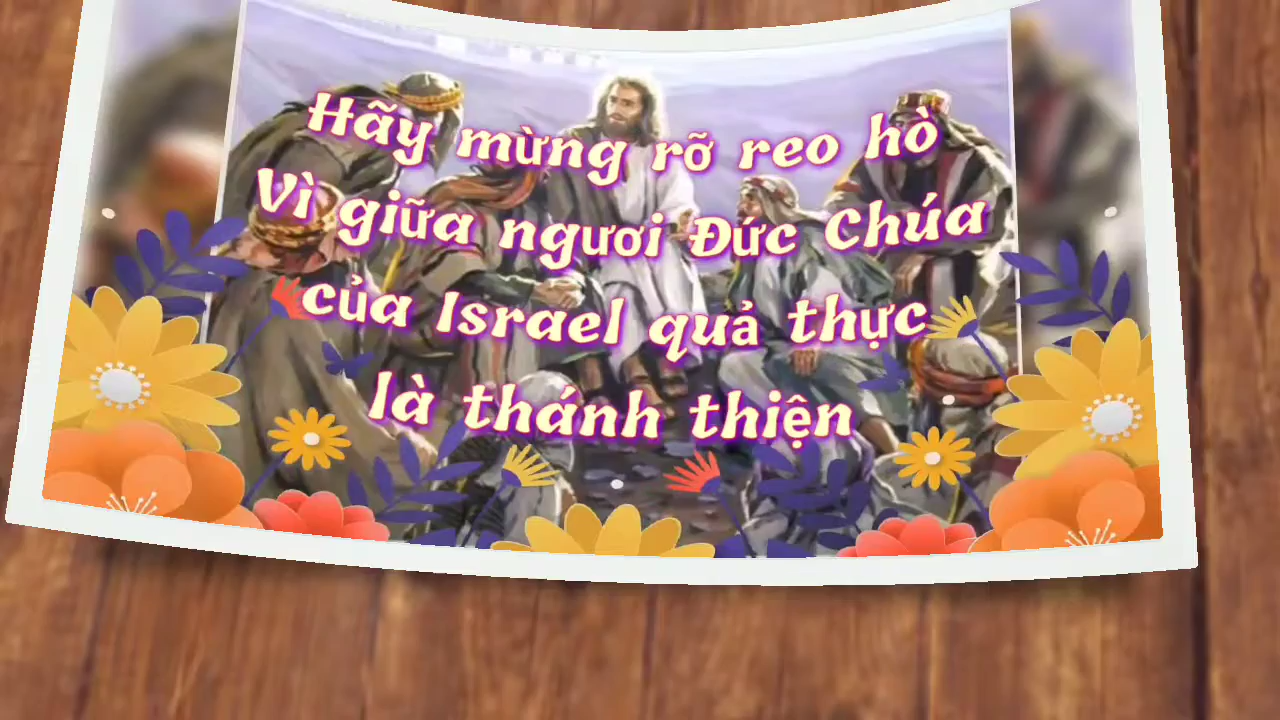 Hãy mừng rỡ reo hò
Vì giữa ngươi Đức Chúa
của Israel quả thực
là thánh thiện